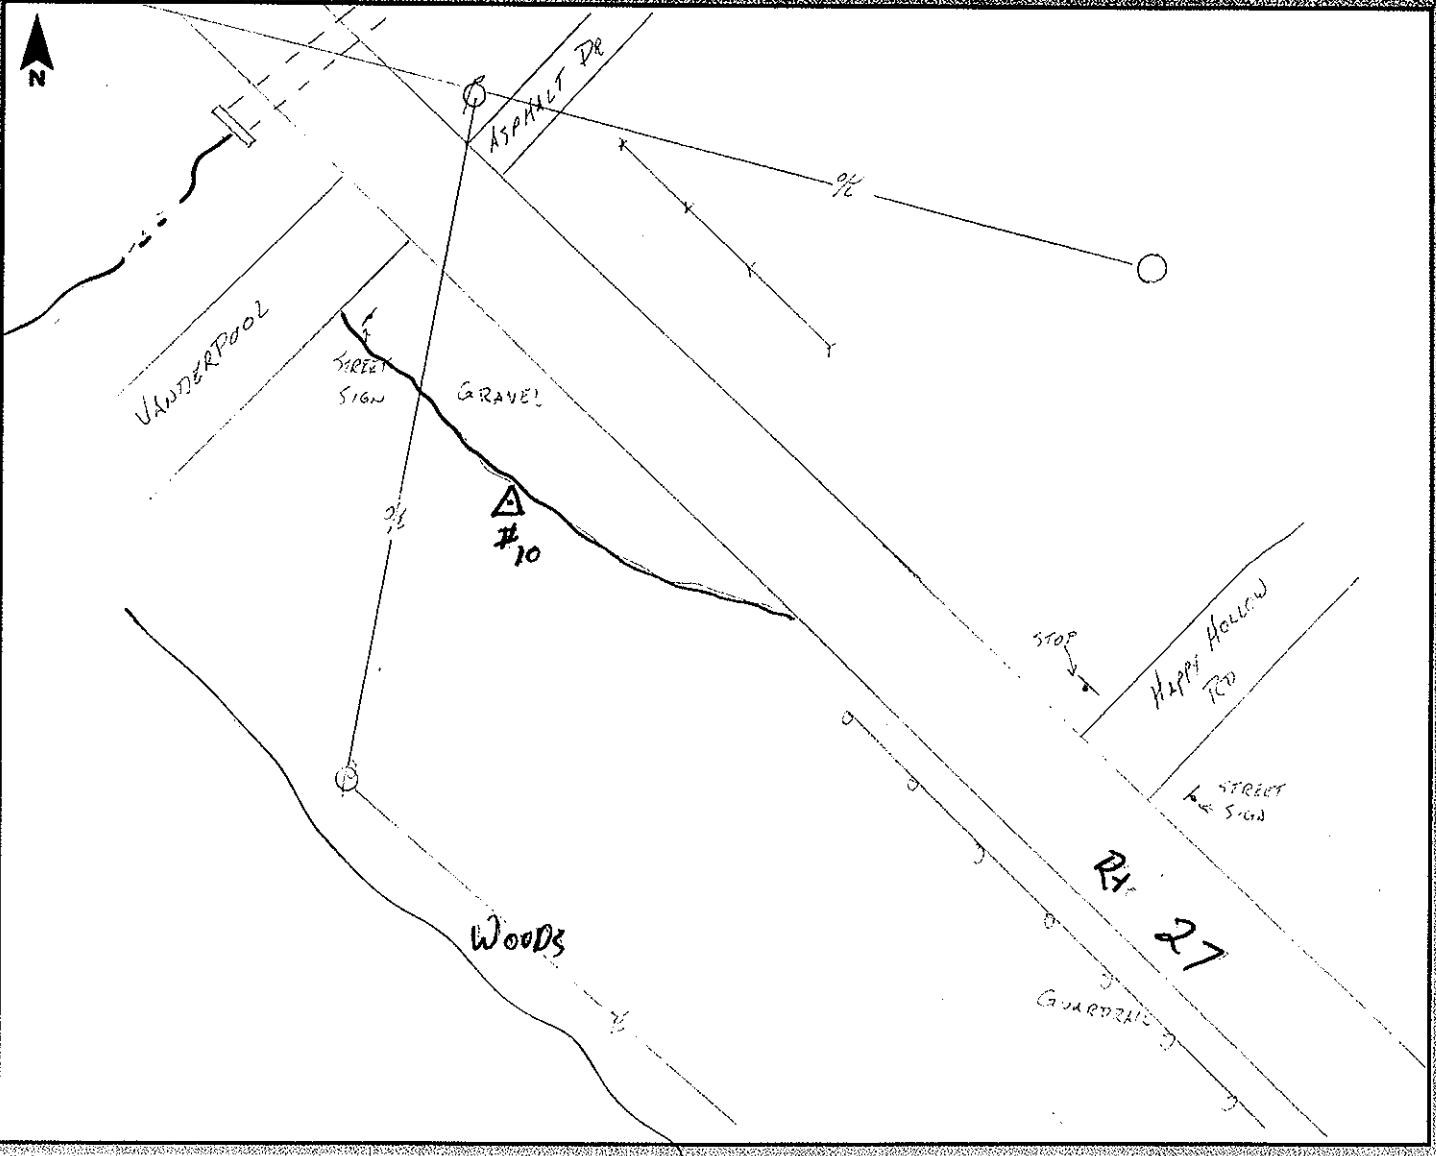 N
ASPHALT DR
O/E
VANDERPOOL
STREET
SIGN
GRAVEL
O/E
#10
STOP
HAPPY HOLLOW
RD
STREET
SIGN
Rt. 27
WOODS
GUARDRAIL